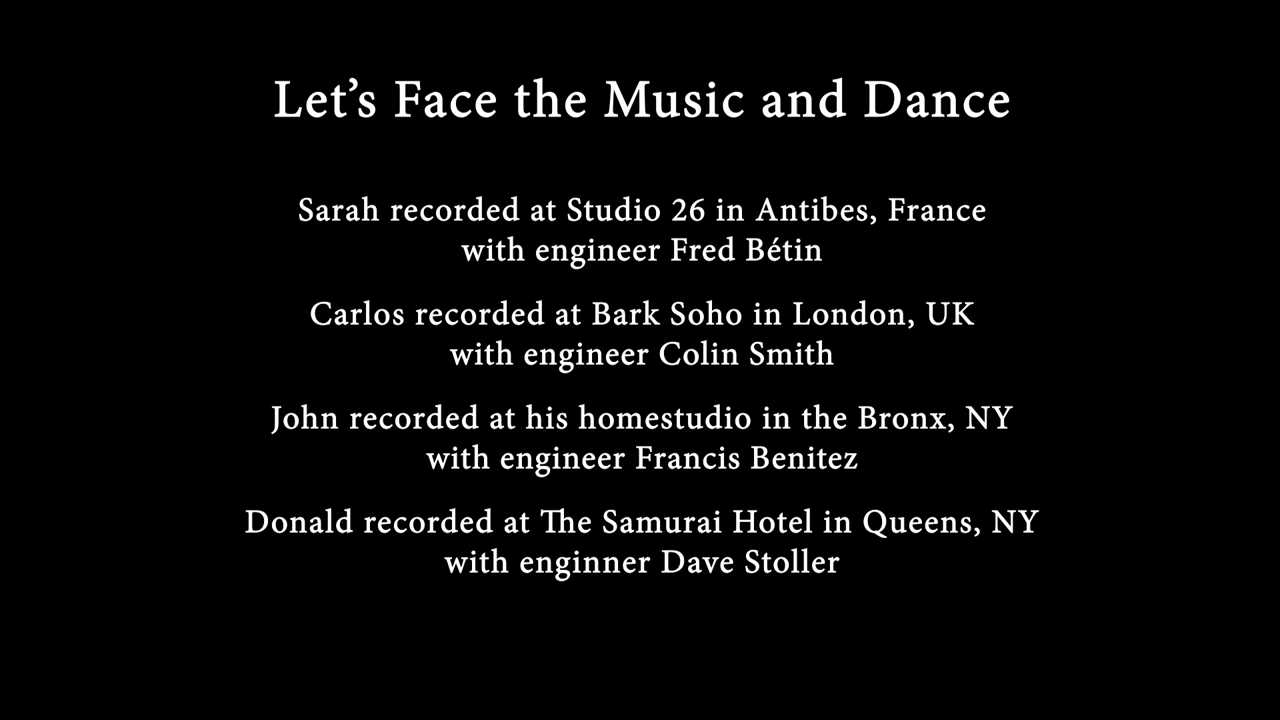 Let’s Face the Music and Dance
Sarah recorded at Studio 26 in Antibes, France
with engineer Fred Bétin
Carlos recorded at Bark Soho in London, UK
with engineer Colin Smith
John recorded at his homestudio in the Bronx, NY
with engineer Francis Benitez
Donald recorded at The Samurai Hotel in Queens, NY
with enginner Dave Stoller